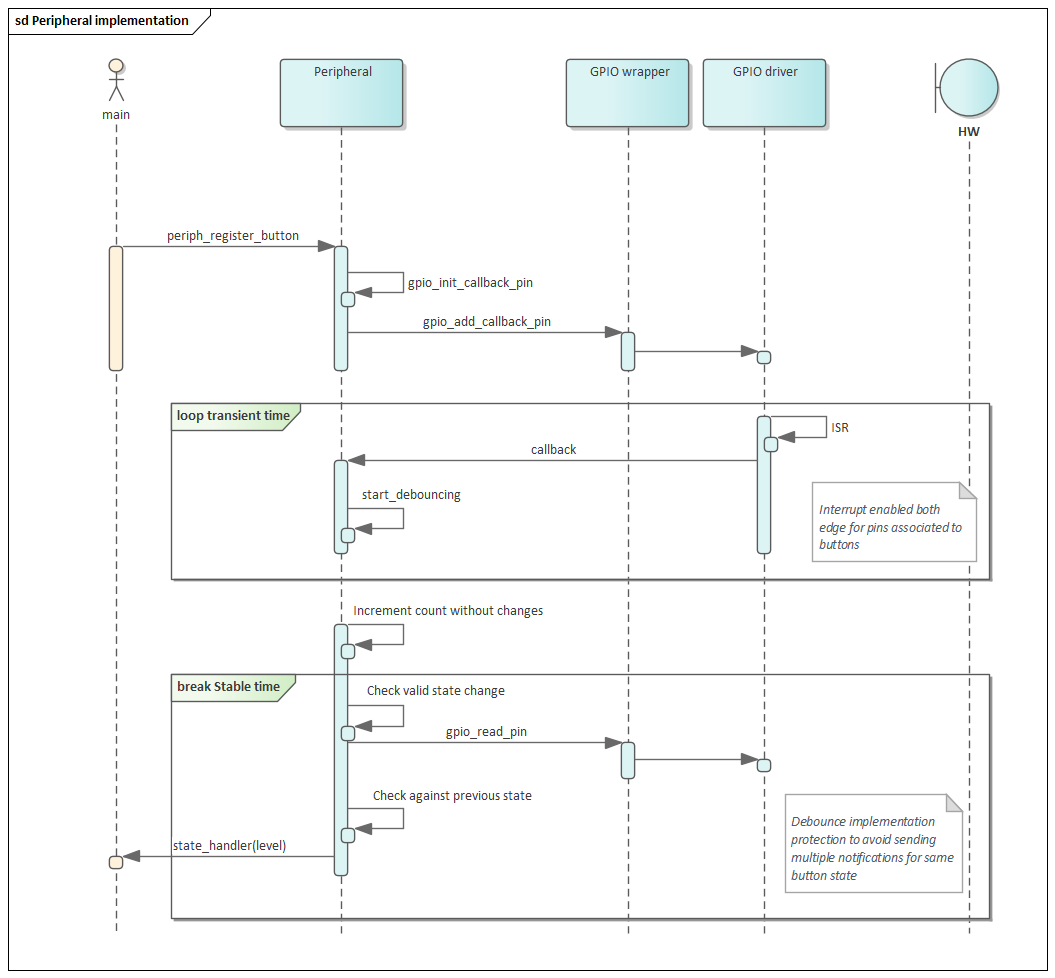 sd Peripheral implementation
main
Peripheral
GPIO wrapper
GPIO driver
HW
periph_register_button
gpio_init_callback_pin
gpio_add_callback_pin
loop transient time
ISR
callback
start_debouncing
Interrupt enabled both
edge for pins associated to
buttons
Increment count without changes
break Stable time
Check valid state change
gpio_read_pin
Check against previous state
Debounce implementation
protection to avoid sending
multiple notifications for same
button state
state_handler(level)